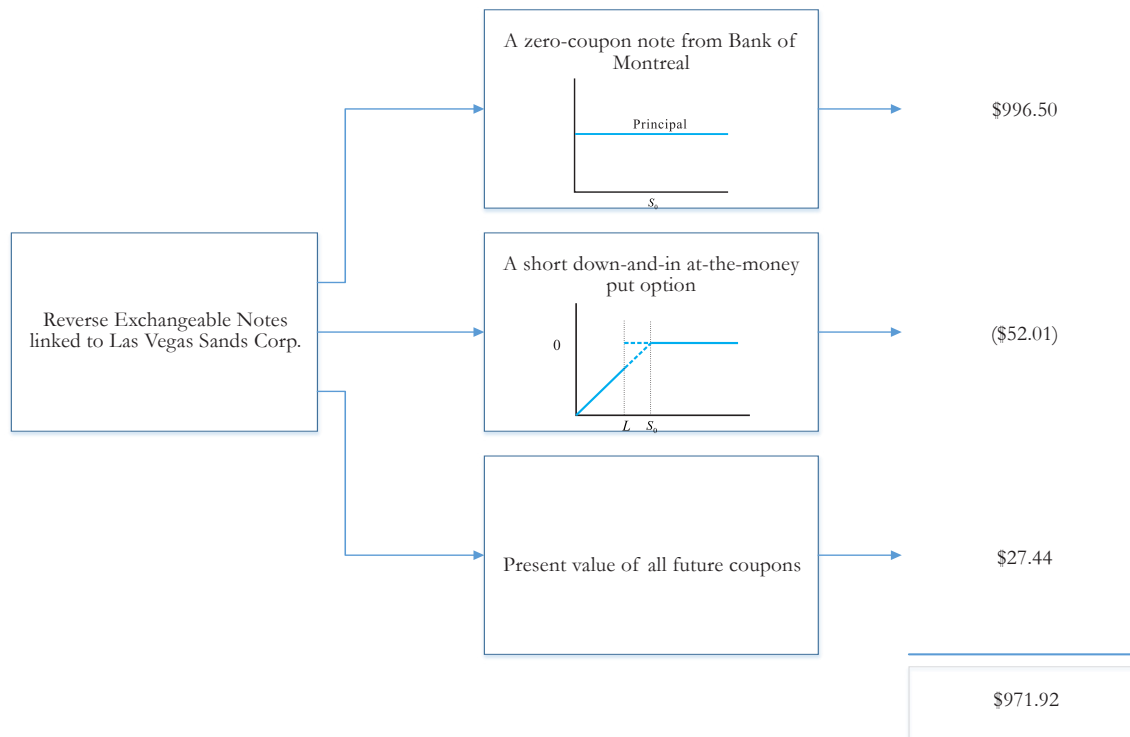 A zero-coupon note from Bank of
Montreal
Principal
S₀
$996.50
Reverse Exchangeable Notes
linked to Las Vegas Sands Corp.
A short down-and-in at-the-money
put option
0
L S₀
($52.01)
Present value of all future coupons
$27.44
$971.92